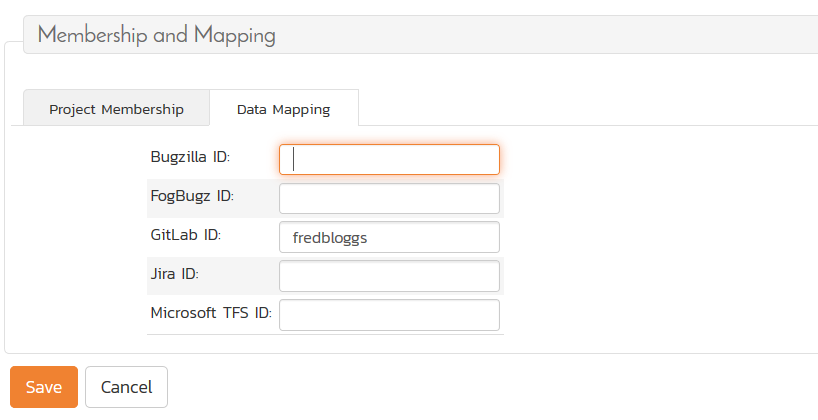 Membership and Mapping
Project Membership Data Mapping
Bugzilla ID:
FogBugz ID:
GitLab ID: fredbloggs
Jira ID:
Microsoft TFS ID:
Save Cancel